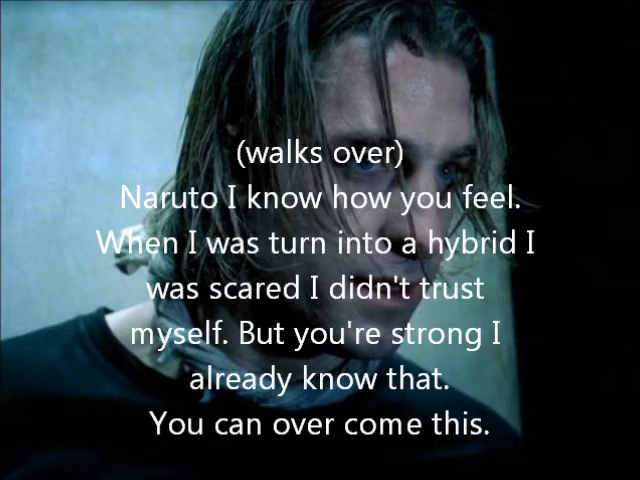 (walks over)
Naruto I know how you feel.
When I was turn into a hybrid I
was scared I didn't trust
myself. But you're strong I
already know that.
You can over come this.